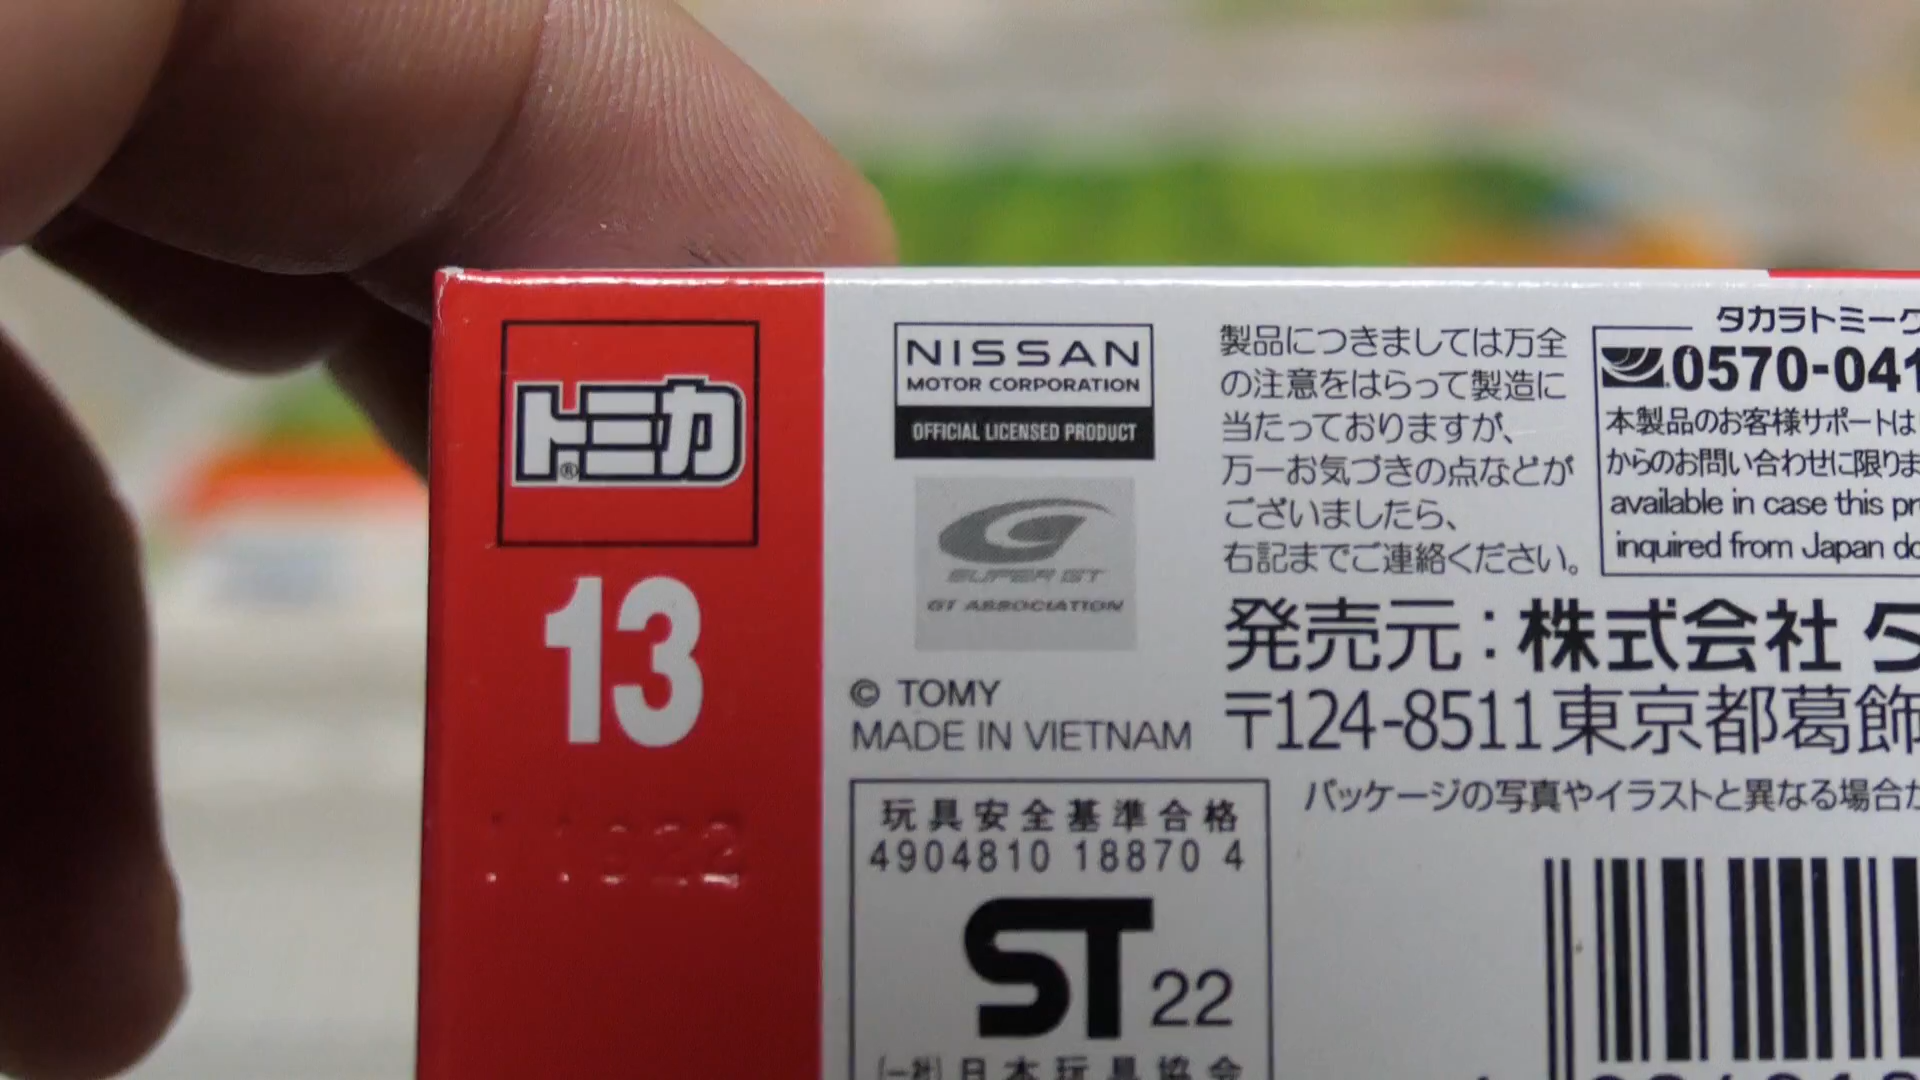 トミカ®
13
NISSAN
MOTOR CORPORATION
OFFICIAL LICENSED PRODUCT
SUPER GT
GT ASSOCIATION
© TOMY
MADE IN VIETNAM
製品につきましては万全
の注意をはらって製造に
当たっておりますが、
万一お気づきの点などが
ございましたら、
右記までご連絡ください。
タカラトミー
0570-041
本製品のお客様サポートは
からのお問い合わせに限りま
available in case this pr
inquired from Japan do
発売元：株式会社 タ
〒124-8511東京都葛飾
パッケージの写真やイラストと異なる場合が
玩具安全基準合格
4904810 18870 4
ST 22
(一社)日本玩具協会